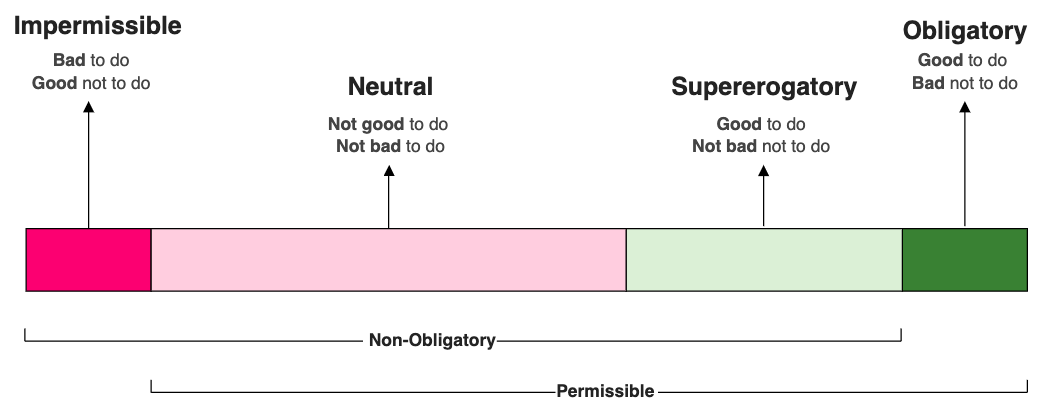 Impermissible
Bad to do
Good not to do
Neutral
Not good to do
Not bad to do
Supererogatory
Good to do
Not bad not to do
Obligatory
Good to do
Bad not to do
Non-Obligatory
Permissible